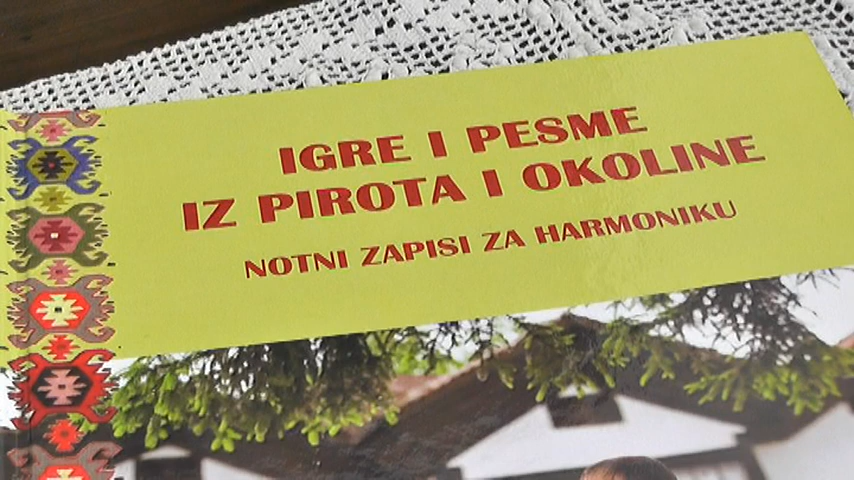 IGRE I PESME
IZ PIROTA I OKOLINE
NOTNI ZAPISI ZA HARMONIKU